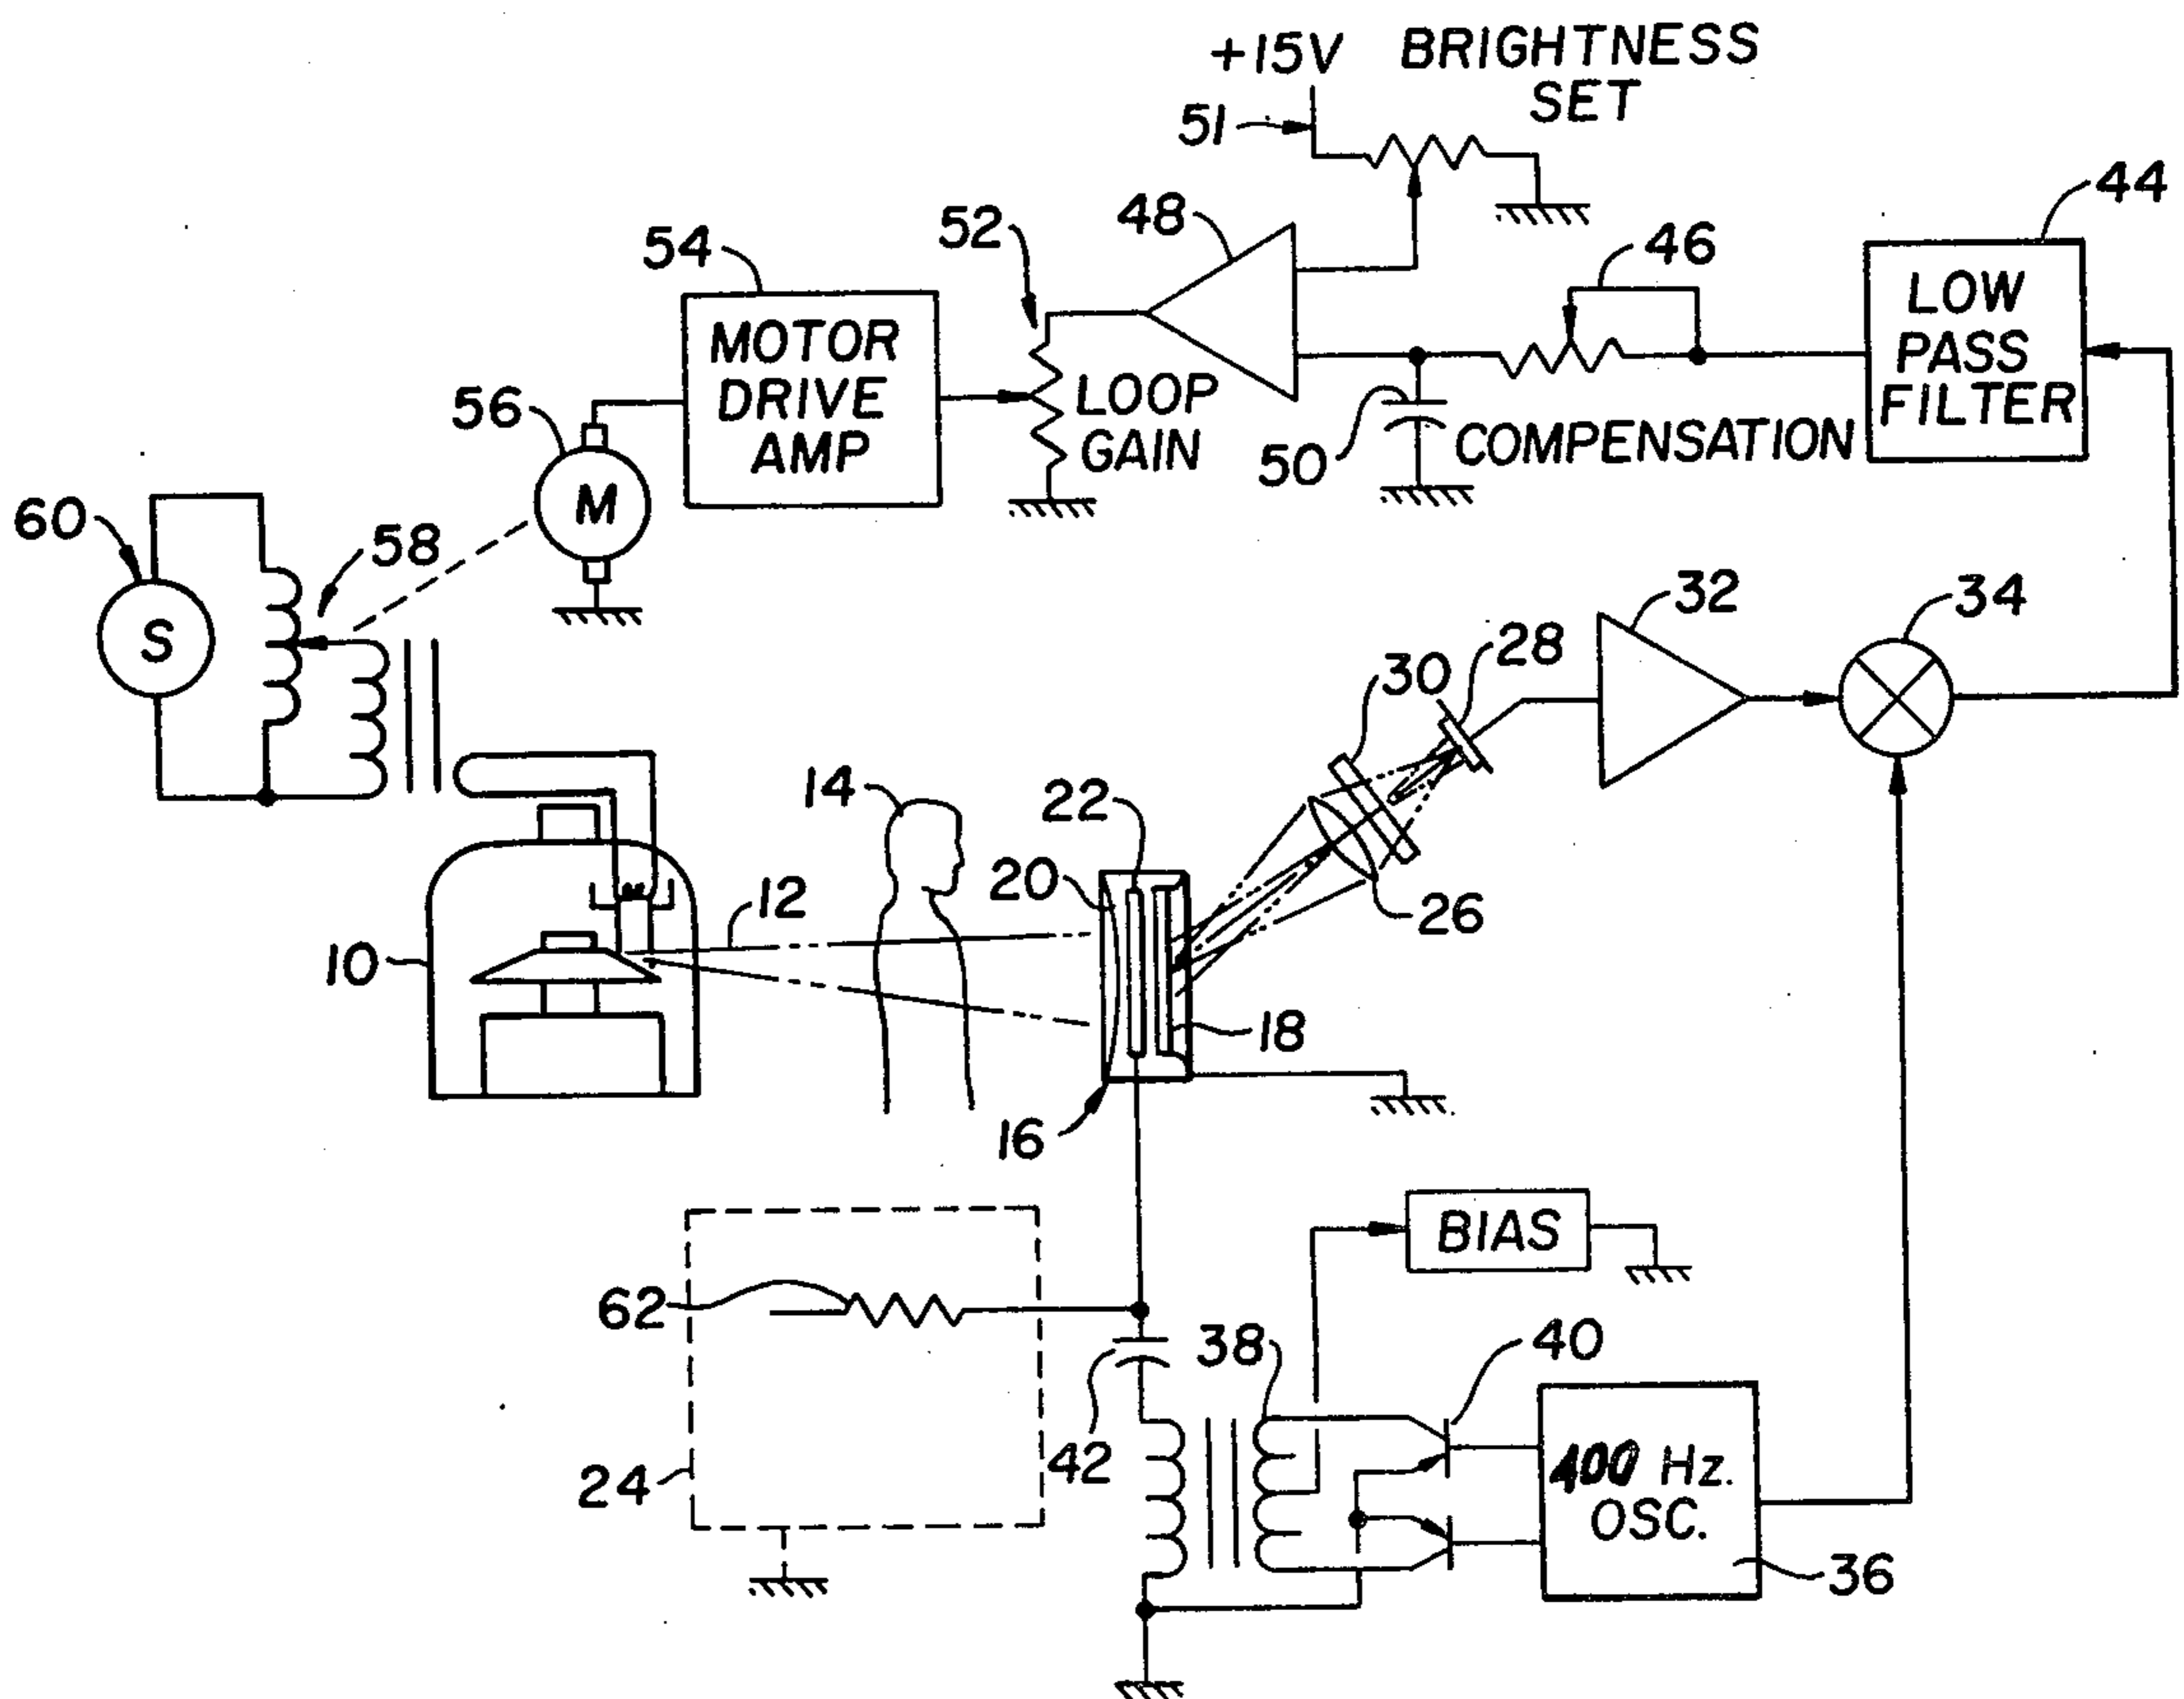 +15V
BRIGHTNESS
SET
51
44
48
52
46
54
LOW
PASS
FILTER
MOTOR
DRIVE
AMP
56
LOOP
GAIN
50
COMPENSATION
60
58
M
32
34
S
30
28
14
22
20
12
26
10
18
16
BIAS
62
38
40
42
24
400 Hz.
OSC.
36